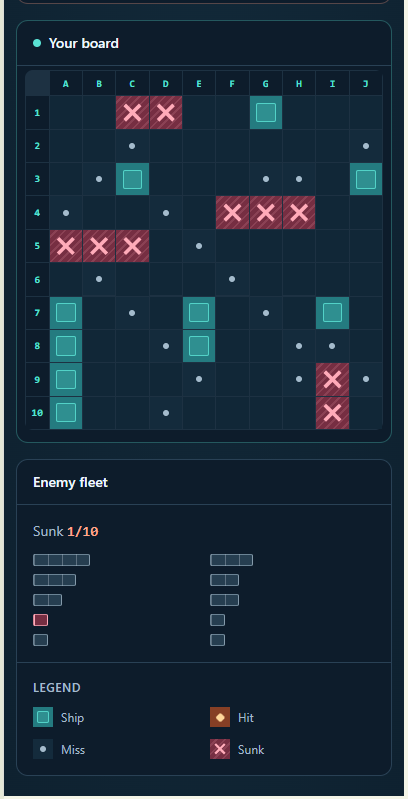 Your board
A B C D E F G H I J
1
2
3
4
5
6
7
8
9
10
Enemy fleet
Sunk 1/10
LEGEND
Ship Hit
Miss Sunk